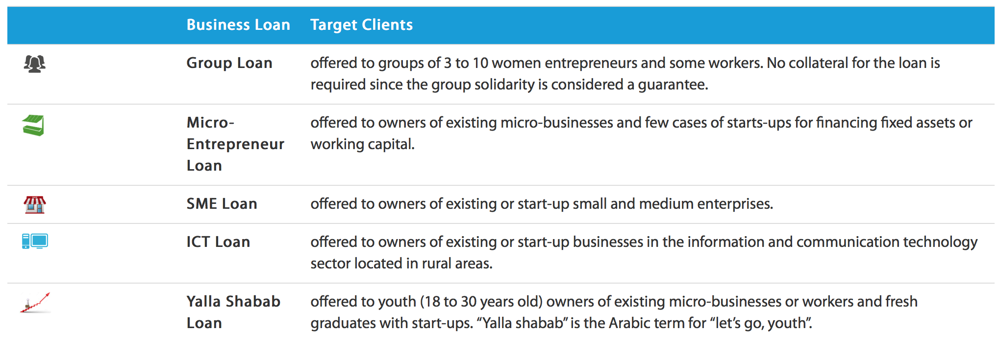 Business Loan Target Clients
Group Loan offered to groups of 3 to 10 women entrepreneurs and some workers. No collateral for the loan is
required since the group solidarity is considered a guarantee.
Micro- offered to owners of existing micro-businesses and few cases of starts-ups for financing fixed assets or
Entrepreneur working capital.
Loan
SME Loan offered to owners of existing or start-up small and medium enterprises.
ICT Loan offered to owners of existing or start-up businesses in the information and communication technology
sector located in rural areas.
Yalla Shabab offered to youth (18 to 30 years old) owners of existing micro-businesses or workers and fresh
Loan graduates with start-ups. “Yalla shabab” is the Arabic term for “let’s go, youth”.